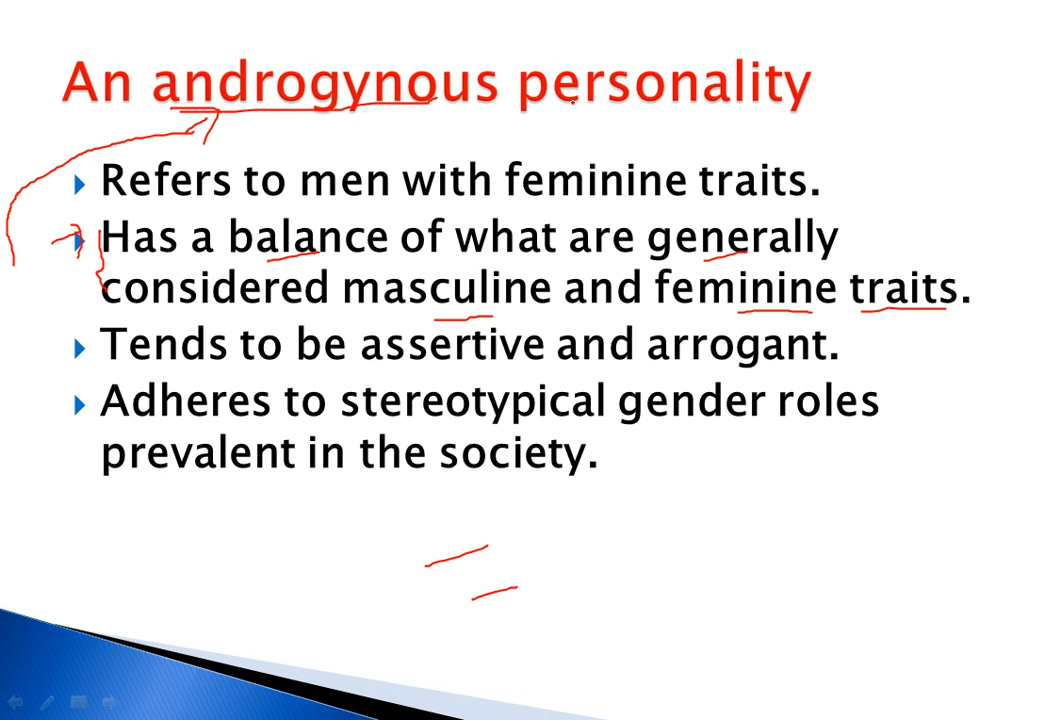 An androgynous personality
Refers to men with feminine traits.
Has a balance of what are generally
considered masculine and feminine traits.
Tends to be assertive and arrogant.
Adheres to stereotypical gender roles
prevalent in the society.